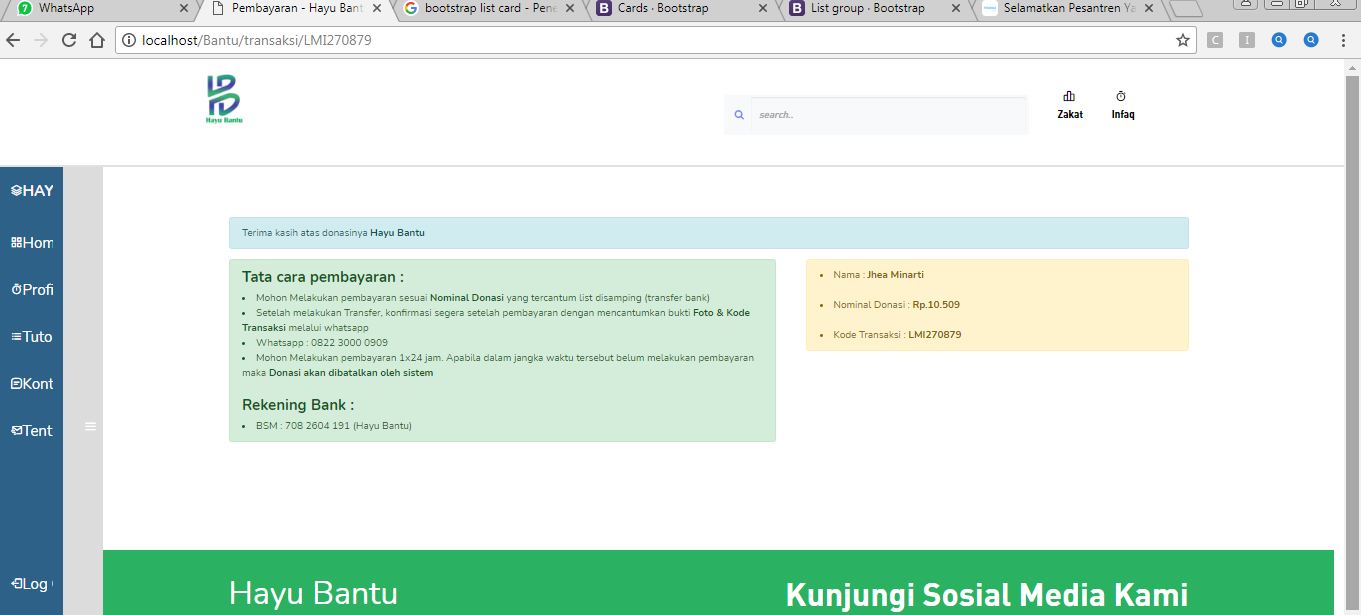 WhatsApp
Pembayaran - Hayu Bant
bootstrap list card - Pene
Cards · Bootstrap
List group · Bootstrap
Selamatkan Pesantren Ya
localhost/Bantu/transaksi/LMI270879
Hayu Bantu
search..
Zakat
Infaq
HAY
Hom
Profi
Tuto
Kont
Tent
Log
Terima kasih atas donasinya Hayu Bantu
Tata cara pembayaran :
• Mohon Melakukan pembayaran sesuai Nominal Donasi yang tercantum list disamping (transfer bank)
• Setelah melakukan Transfer, konfirmasi segera setelah pembayaran dengan mencantumkan bukti Foto & Kode
Transaksi melalui whatsapp
• Whatsapp : 0822 3000 0909
• Mohon Melakukan pembayaran 1x24 jam. Apabila dalam jangka waktu tersebut belum melakukan pembayaran
maka Donasi akan dibatalkan oleh sistem
Rekening Bank :
• BSM : 708 2604 191 (Hayu Bantu)
• Nama : Jhea Minarti
• Nominal Donasi : Rp.10.509
• Kode Transaksi : LMI270879
Hayu Bantu
Kunjungi Sosial Media Kami